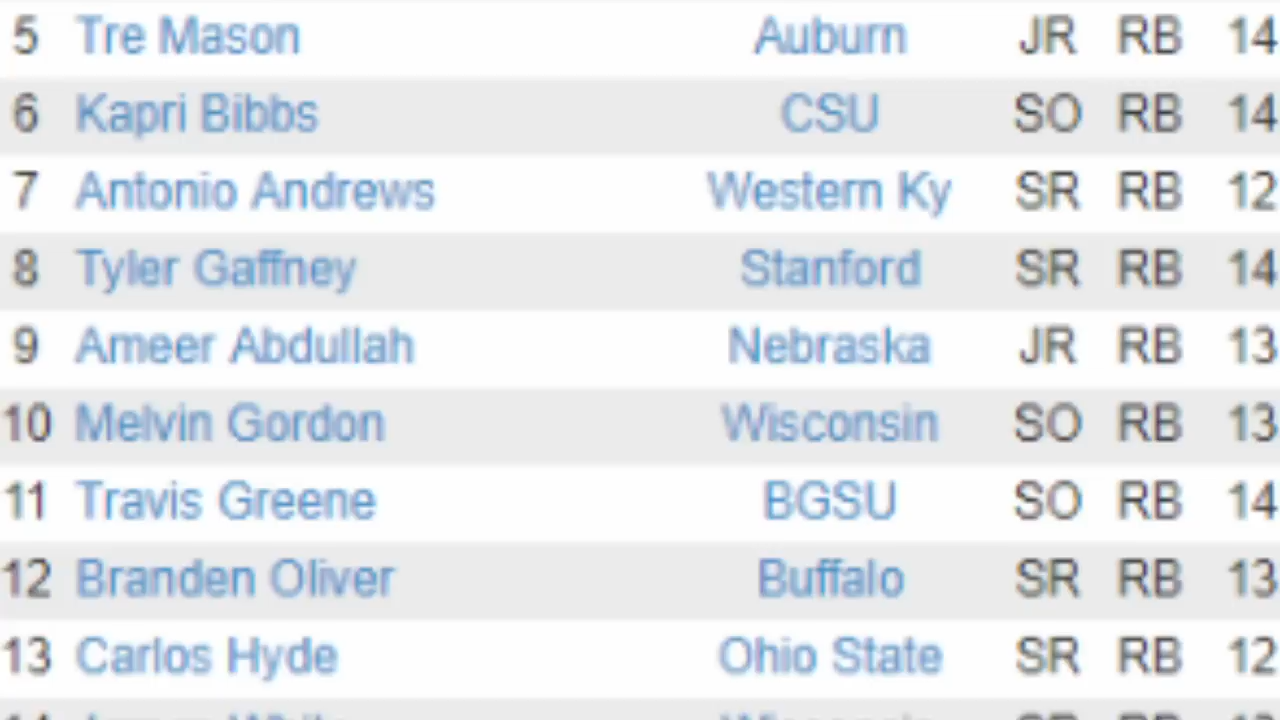 5 Tre Mason Auburn JR RB 14
6 Kapri Bibbs CSU SO RB 14
7 Antonio Andrews Western Ky SR RB 12
8 Tyler Gaffney Stanford SR RB 14
9 Ameer Abdullah Nebraska JR RB 13
10 Melvin Gordon Wisconsin SO RB 13
11 Travis Greene BGSU SO RB 14
12 Branden Oliver Buffalo SR RB 13
13 Carlos Hyde Ohio State SR RB 12